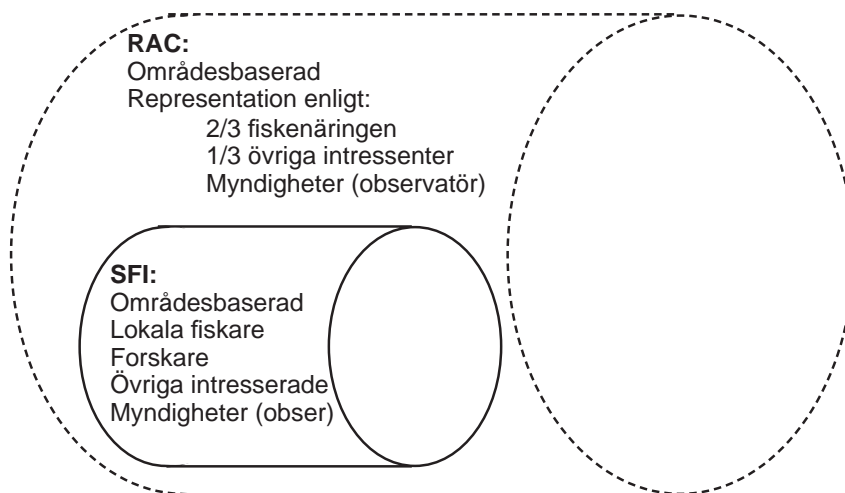 RAC:
Områdesbaserad
Representation enligt:
2/3 fiskenäringen
1/3 övriga intressenter
Myndigheter (observatör)
SFI:
Områdesbaserad
Lokala fiskare
Forskare
Övriga intresserade
Myndigheter (obser)